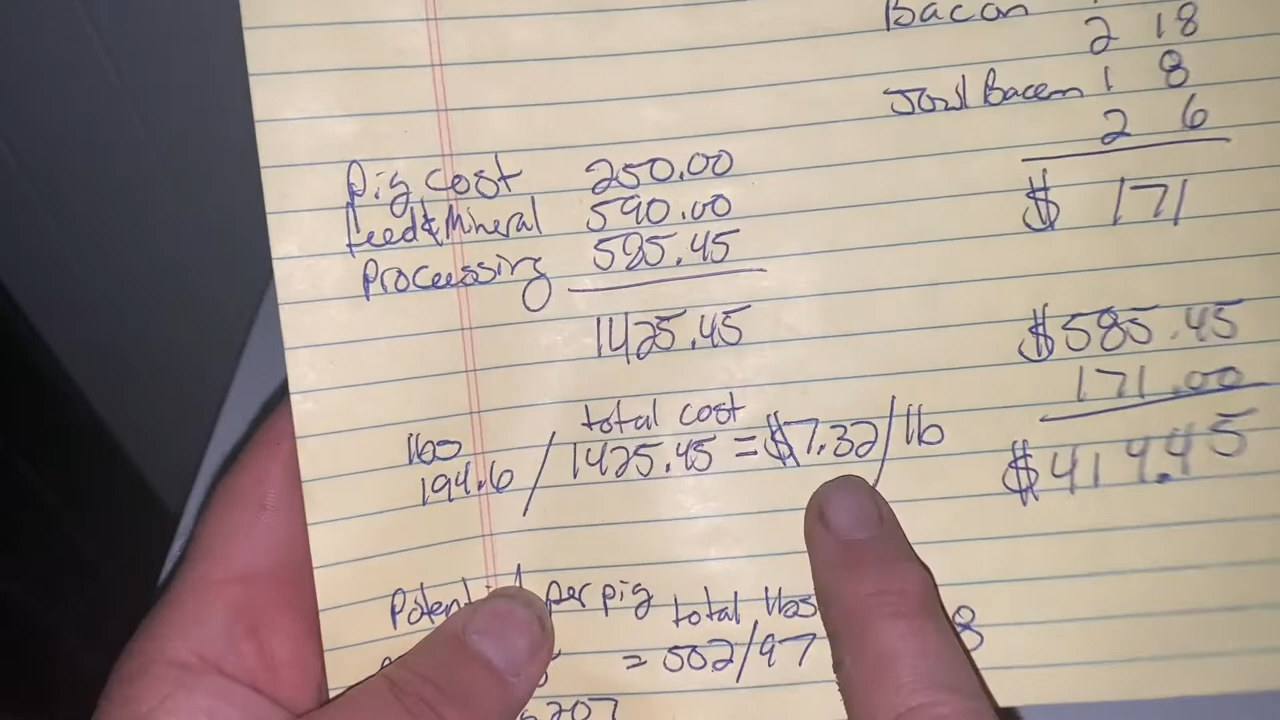 Bacon
2 18
Jowl Bacon 1 8
2 6
$ 171
Pig cost 250.00
feed & Mineral 590.00
Processing 585.45
1425.45
$585.45
171.00
$414.45
lbs total cost
194.6 / 1425.45 = $7.32/lb
per pig total lbs
= 502/97 8
207